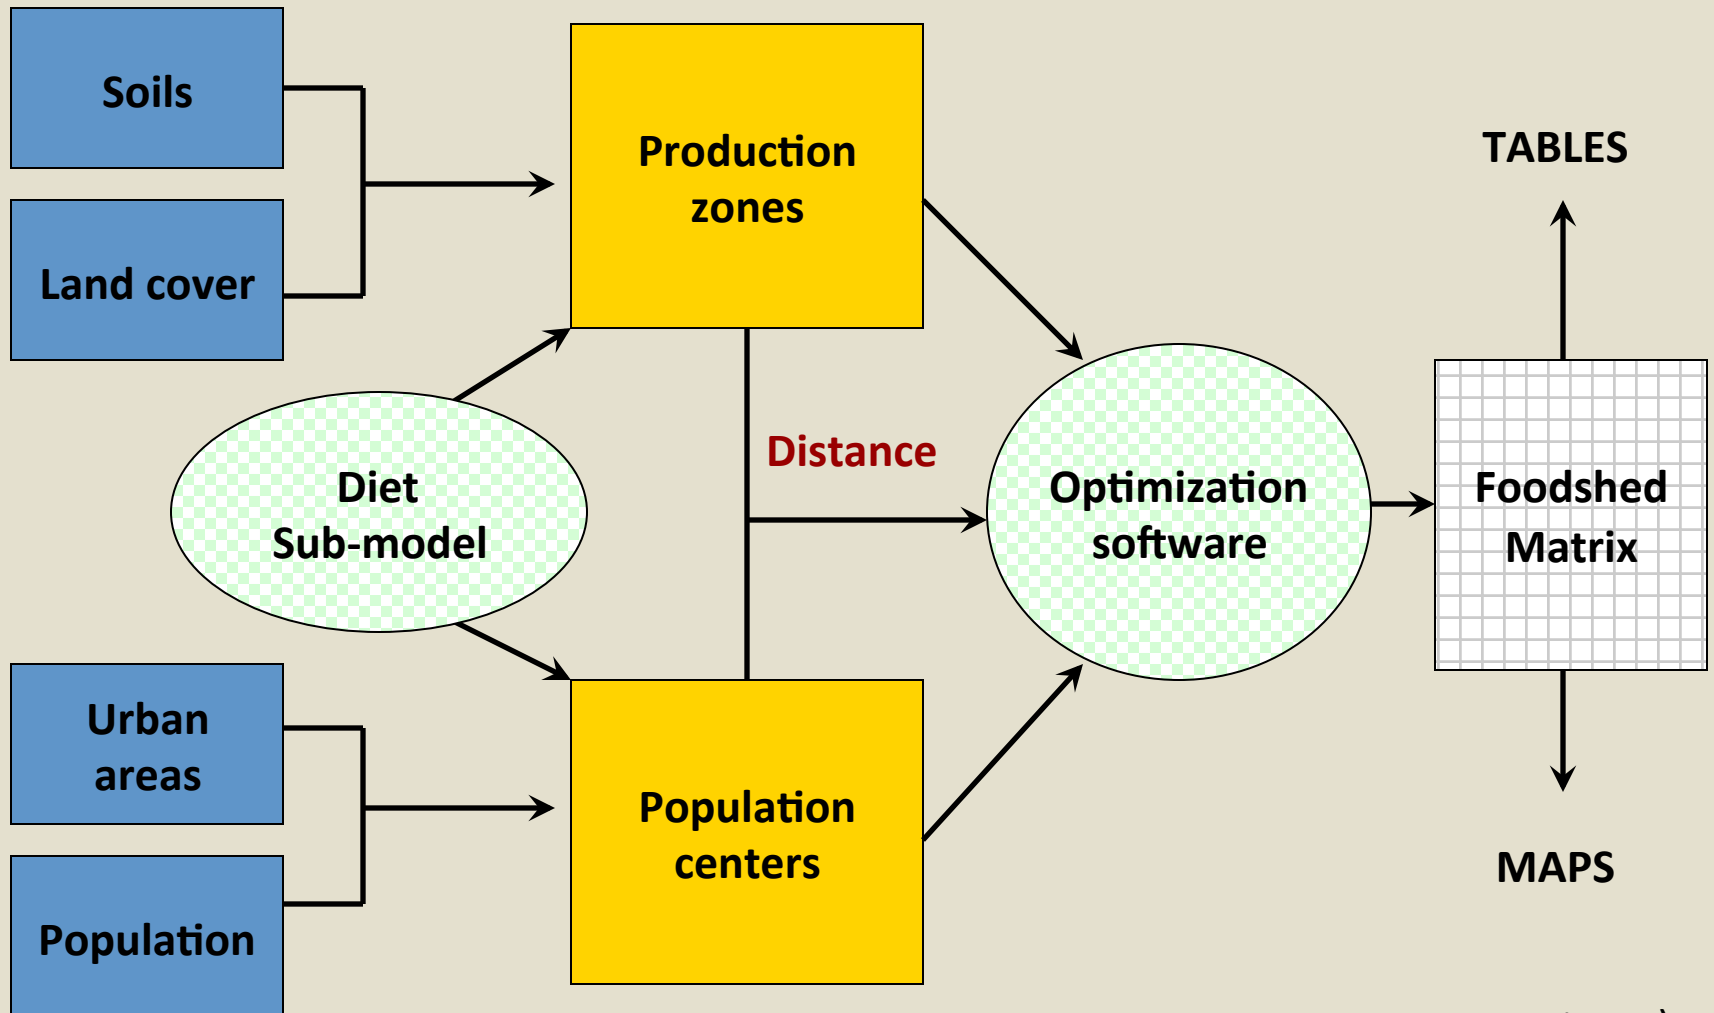 Soils
Land cover
Production
zones
TABLES
Diet
Sub-model
Distance
Optimization
software
Foodshed
Matrix
Urban
areas
Population
Population
centers
MAPS